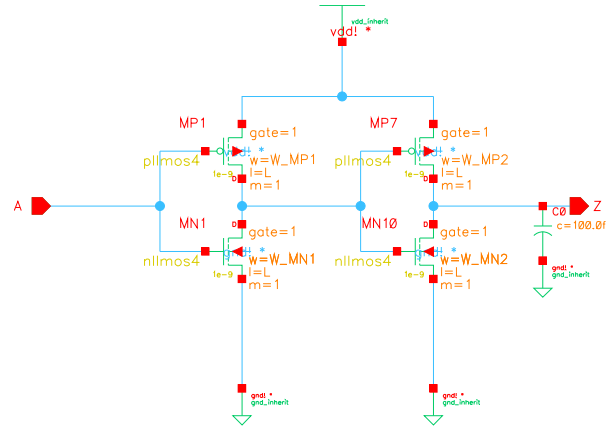 vdd_inherit
vdd! *
MP1
gate=1
pllmos4
w=W_MP1
1e-9
D
l=L
m=1
MP7
gate=1
pllmos4
w=W_MP2
1e-9
D
l=L
m=1
A
Z
MN1
D
gate=1
nllmos4
w=W_MN1
1e-9
l=L
m=1
MN10
D
gate=1
nllmos4
w=W_MN2
1e-9
l=L
m=1
C0
c=100.0f
gnd! *
gnd_inherit
gnd! *
gnd_inherit
gnd! *
gnd_inherit